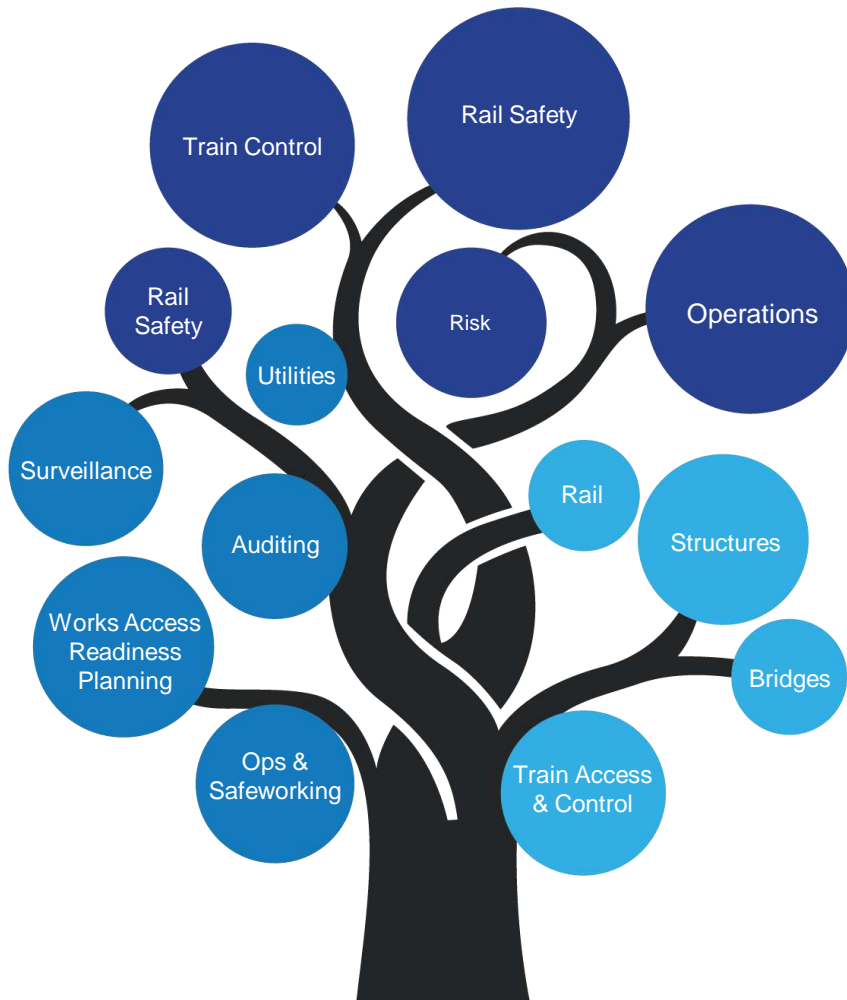 Rail Safety
Train Control
Rail
Safety
Risk
Operations
Utilities
Surveillance
Rail
Auditing
Structures
Works Access
Readiness
Planning
Bridges
Ops &
Safeworking
Train Access
& Control